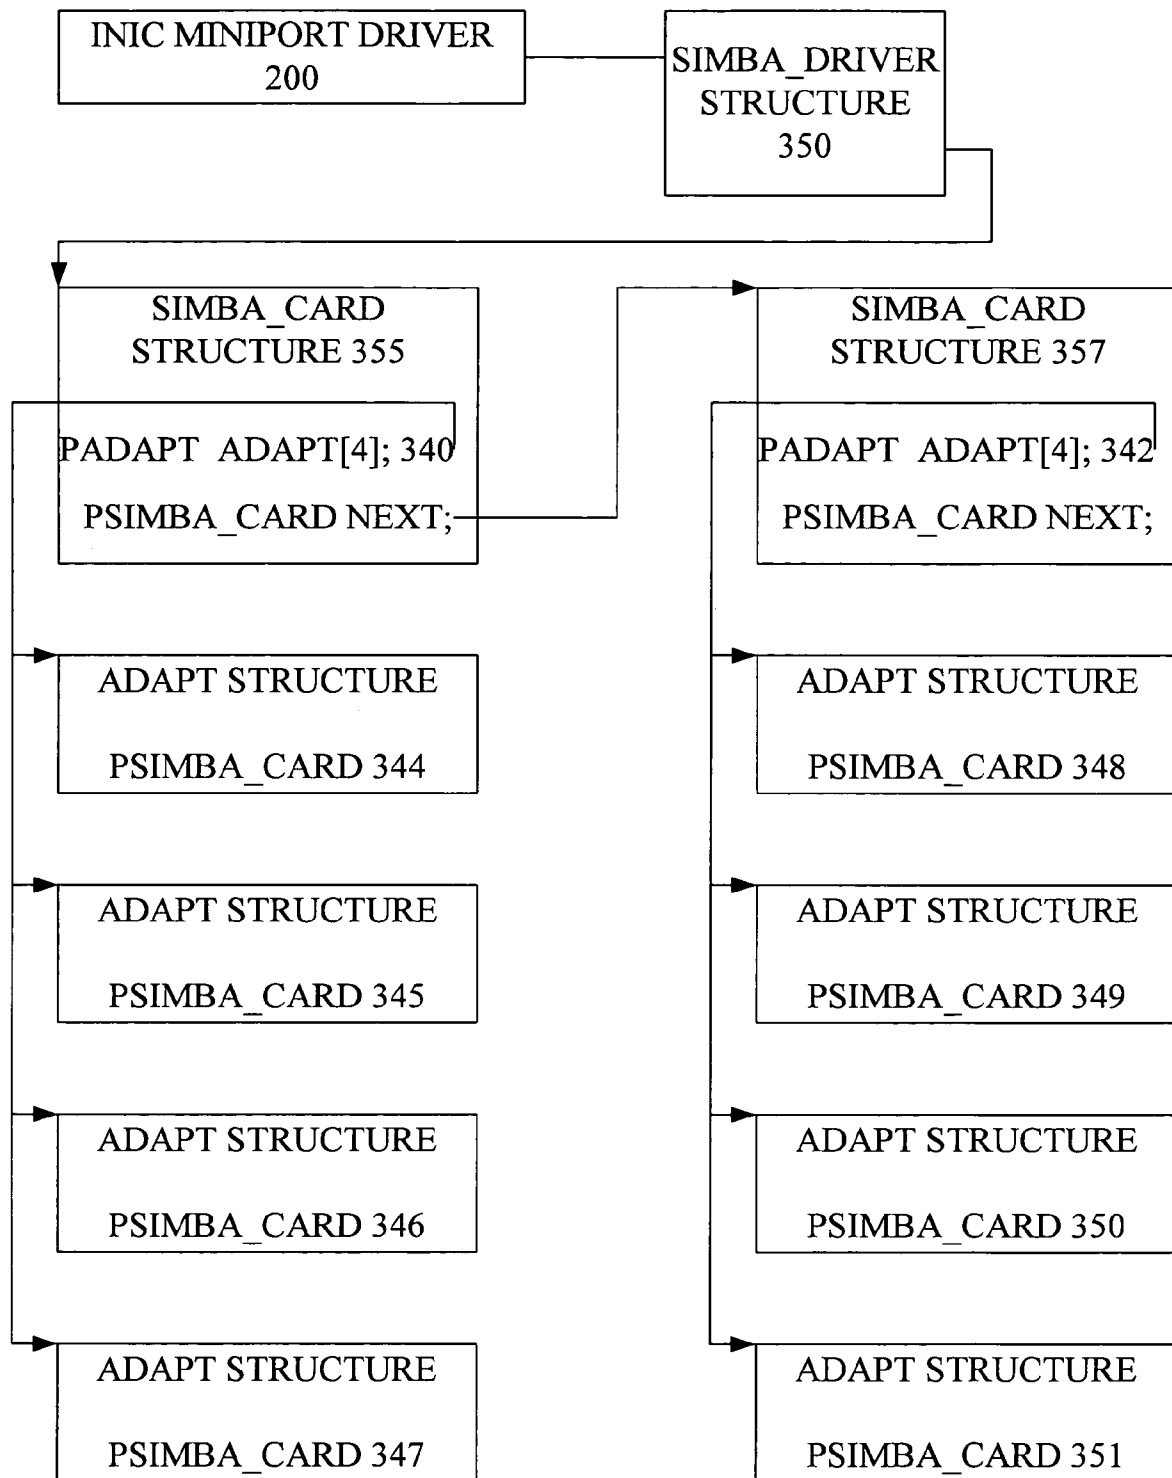 INIC MINIPORT DRIVER
200
SIMBA_DRIVER
STRUCTURE
350
SIMBA_CARD
STRUCTURE 355
PADAPT ADAPT[4]; 340
PSIMBA_CARD NEXT;
SIMBA_CARD
STRUCTURE 357
PADAPT ADAPT[4]; 342
PSIMBA_CARD NEXT;
ADAPT STRUCTURE
PSIMBA_CARD 344
ADAPT STRUCTURE
PSIMBA_CARD 348
ADAPT STRUCTURE
PSIMBA_CARD 345
ADAPT STRUCTURE
PSIMBA_CARD 349
ADAPT STRUCTURE
PSIMBA_CARD 346
ADAPT STRUCTURE
PSIMBA_CARD 350
ADAPT STRUCTURE
PSIMBA_CARD 347
ADAPT STRUCTURE
PSIMBA_CARD 351